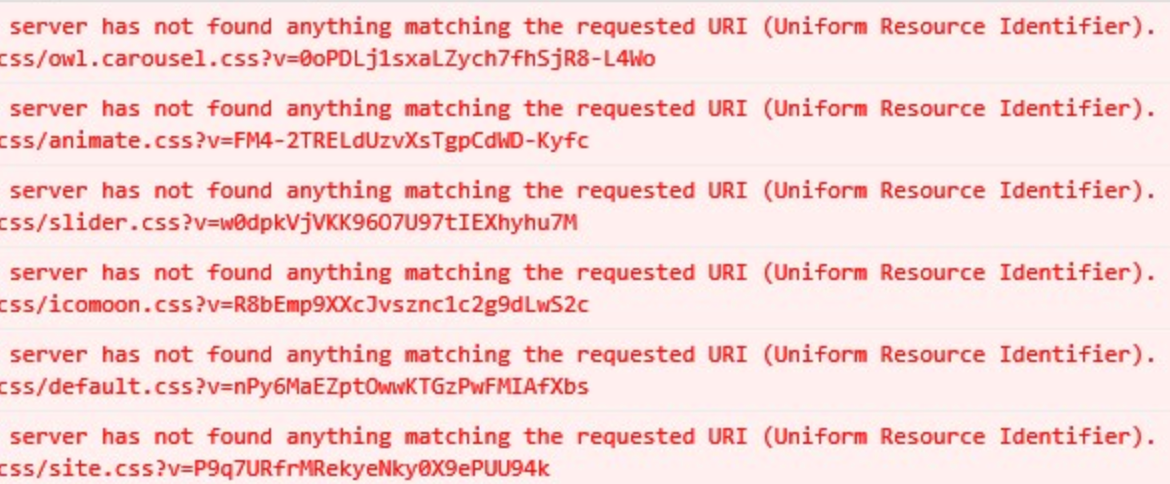 server has not found anything matching the requested URI (Uniform Resource Identifier).
css/owl.carousel.css?v=0oPDLj1sxaLZych7fhSjR8-L4Wo
server has not found anything matching the requested URI (Uniform Resource Identifier).
css/animate.css?v=FM4-2TRELdUzvXsTgpCdWD-Kyfc
server has not found anything matching the requested URI (Uniform Resource Identifier).
css/slider.css?v=w0dpkVjVKK96O7U97tIEXhyhu7M
server has not found anything matching the requested URI (Uniform Resource Identifier).
css/icomoon.css?v=R8bEmp9XXcJvsznc1c2g9dLwS2c
server has not found anything matching the requested URI (Uniform Resource Identifier).
css/default.css?v=nPy6MaEZptOwwKTGzPwFMIAfXbs
server has not found anything matching the requested URI (Uniform Resource Identifier).
css/site.css?v=P9q7URfrMRekyeNky0X9ePUU94k